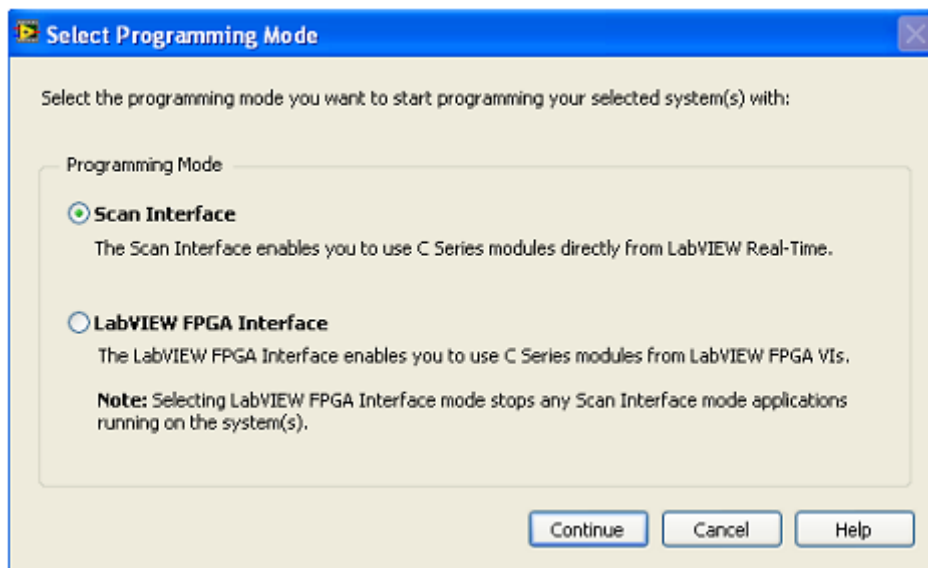 Select Programming Mode
Select the programming mode you want to start programming your selected system(s) with:
Programming Mode
Scan Interface
The Scan Interface enables you to use C Series modules directly from LabVIEW Real-Time.
LabVIEW FPGA Interface
The LabVIEW FPGA Interface enables you to use C Series modules from LabVIEW FPGA VIs.
Note: Selecting LabVIEW FPGA Interface mode stops any Scan Interface mode applications
running on the system(s).
Continue Cancel Help